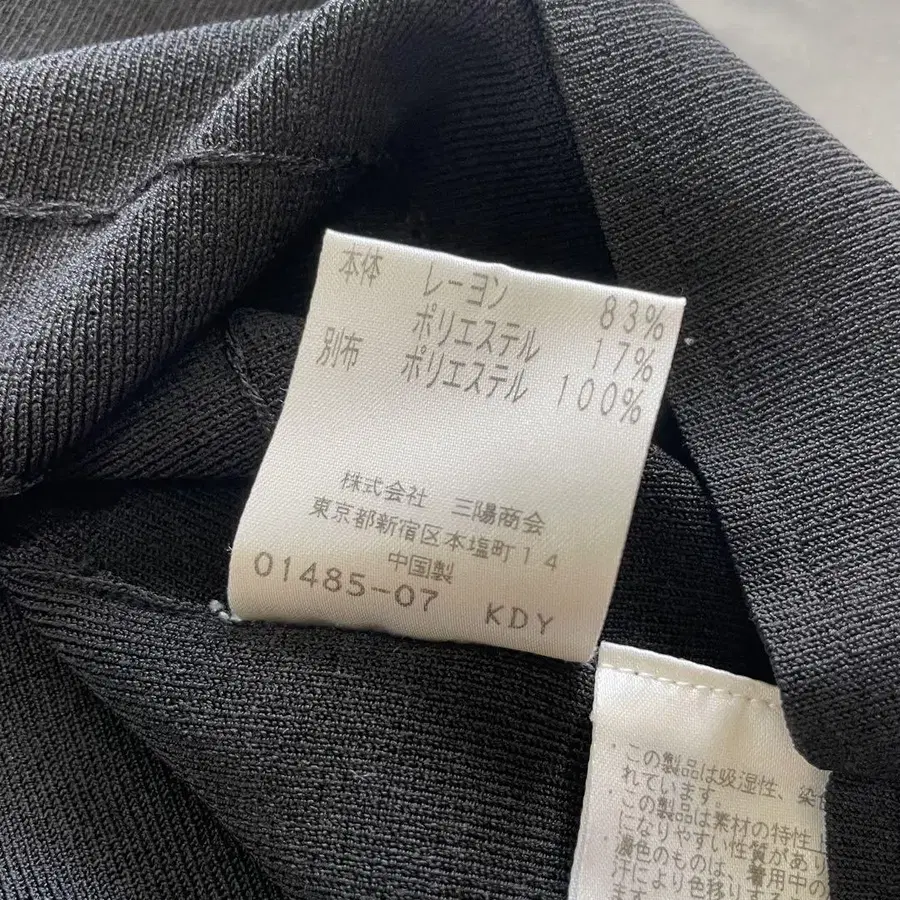 本体 レーヨン 83%
ポリエステル 17%
別布 ポリエステル 100%
株式会社 三陽商会
東京都新宿区本塩町14
中国製
01485-07 KDY
・この製品は吸湿性、染
れています。
・この製品は素材の特性
になりやすい性質があり
・濃色のものは、着用中の
汗により色移りする
ます